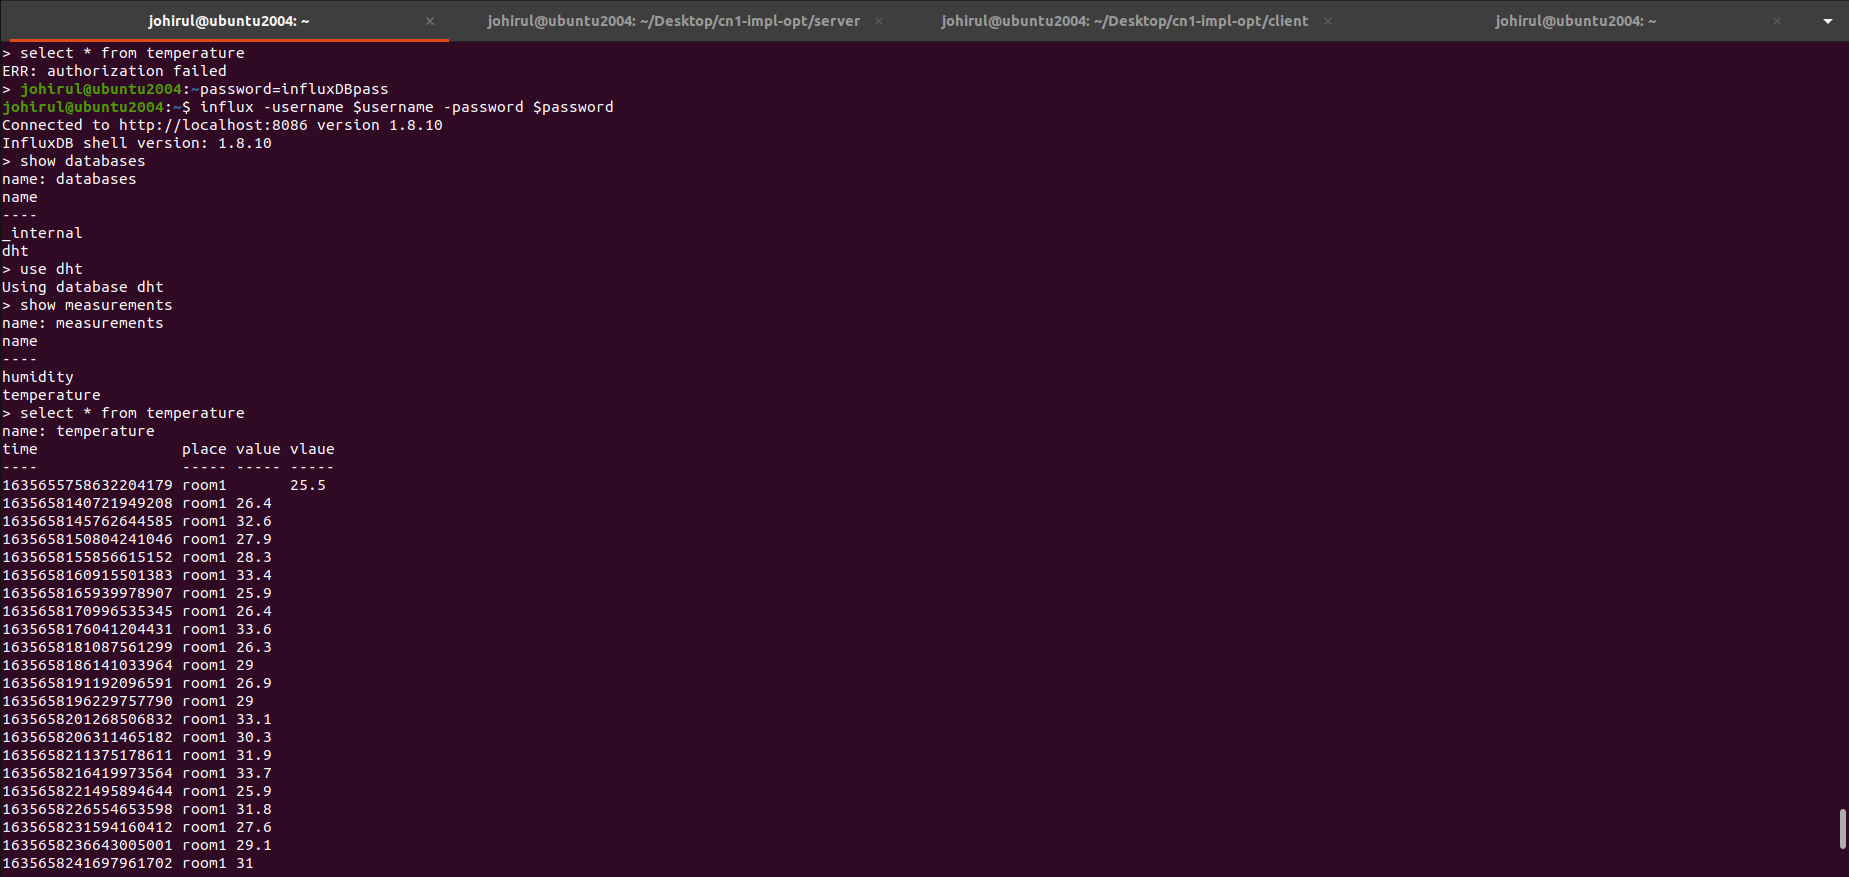 johirul@ubuntu2004: ~ × johirul@ubuntu2004: ~/Desktop/cn1-impl-opt/server × johirul@ubuntu2004: ~/Desktop/cn1-impl-opt/client × johirul@ubuntu2004: ~ ×
> select * from temperature
ERR: authorization failed
> johirul@ubuntu2004:~password=influxDBpass
johirul@ubuntu2004:~$ influx -username $username -password $password
Connected to http://localhost:8086 version 1.8.10
InfluxDB shell version: 1.8.10
> show databases
name: databases
name
----
_internal
dht
> use dht
Using database dht
> show measurements
name: measurements
name
----
humidity
temperature
> select * from temperature
name: temperature
time                place value vlaue
----                ----- ----- -----
1635655758632204179 room1       25.5
1635658140721949208 room1 26.4
1635658145762644585 room1 32.6
1635658150804241046 room1 27.9
1635658155856615152 room1 28.3
1635658160915501383 room1 33.4
1635658165939978907 room1 25.9
1635658170996535345 room1 26.4
1635658176041204431 room1 33.6
1635658181087561299 room1 26.3
1635658186141033964 room1 29
1635658191192096591 room1 26.9
1635658196229757790 room1 29
1635658201268506832 room1 33.1
1635658206311465182 room1 30.3
1635658211375178611 room1 31.9
1635658216419973564 room1 33.7
1635658221495894644 room1 25.9
1635658226554653598 room1 31.8
1635658231594160412 room1 27.6
1635658236643005001 room1 29.1
1635658241697961702 room1 31